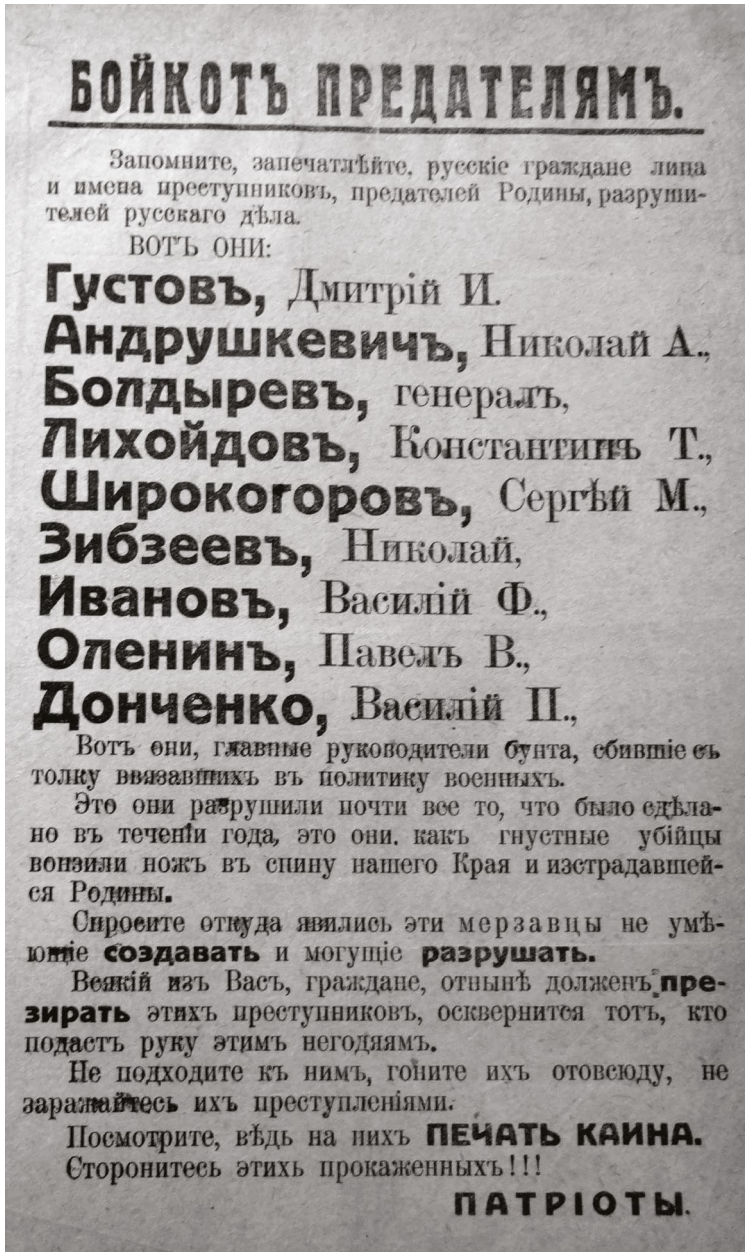 БОЙКОТЪ ПРЕДАТЕЛЯМЪ.
Запомните, запечатлѣйте, русскіе граждане лица
и имена преступниковъ, предателей Родины, разруши-
телей русскаго дѣла.
ВОТЪ ОНИ:
Густовъ, Дмитрій И.
Андрушкевичъ, Николай А.,
Болдыревъ, генералъ,
Лихойдовъ, Константинъ Т.,
Широкогоровъ, Сергѣй М.,
Зибзеевъ, Николай,
Ивановъ, Василій Ф.,
Оленинъ, Павелъ В.,
Донченко, Василій П.,
Вотъ они, главные руководители бунта, сбившіе съ
толку ввязавшихъ въ политику военныхъ.
Это они разрушили почти все то, что было сдѣла-
но въ теченіи года, это они. какъ гнустные убійцы
вонзили ножъ въ спину нашего Края и изстрадавшей-
ся Родины.
Спросите откуда явились эти мерзавцы не умѣ-
ющіе создавать и могущіе разрушать.
Всякій изъ Васъ, граждане, отнынѣ долженъ пре-
зирать этихъ преступниковъ, осквернится тотъ, кто
подастъ руку этимъ негодяямъ.
Не подходите къ нимъ, гоните ихъ отовсюду, не
заражайтесь ихъ преступленіями.
Посмотрите, вѣдь на нихъ ПЕЧАТЬ КАИНА.
Сторонитесь этихь прокаженныхъ!!!
ПАТРІОТЫ.